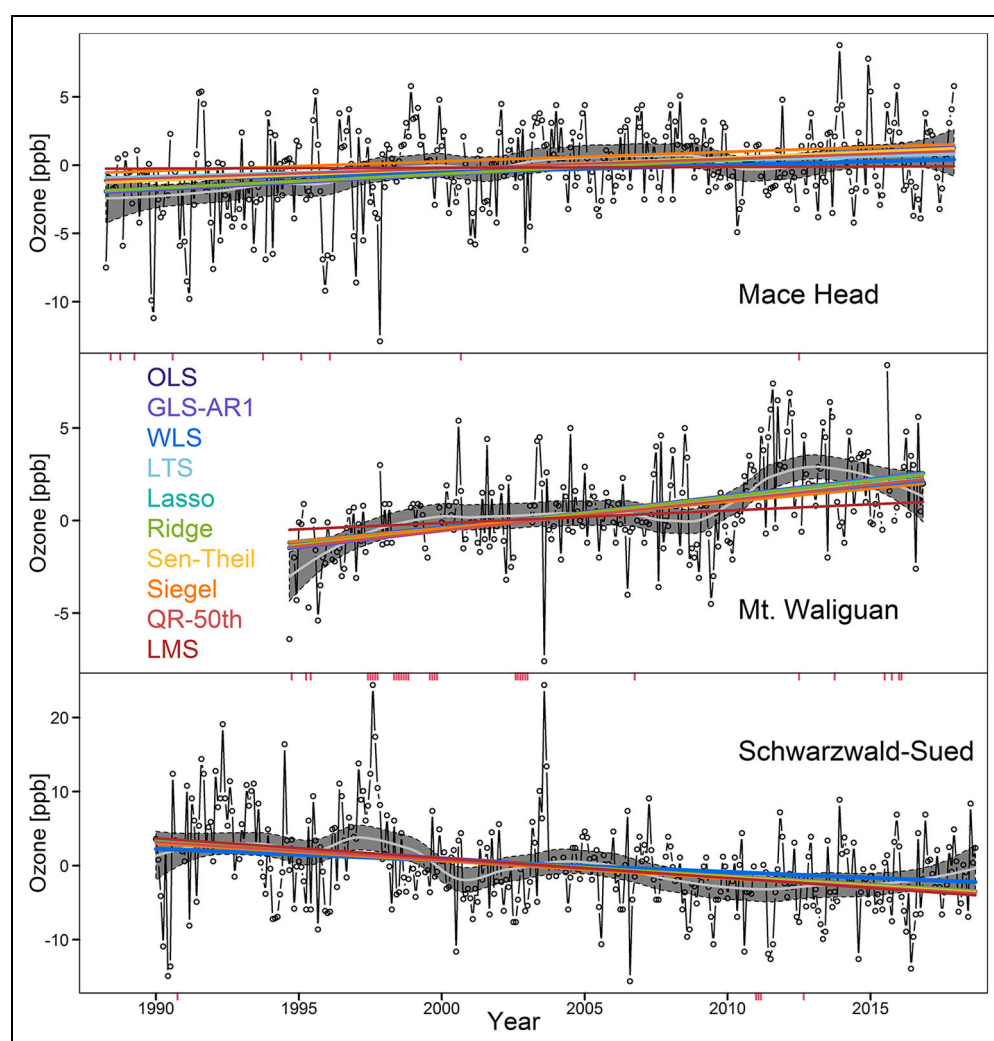 5
0
-5
-10
Ozone [ppb]
Mace Head
OLS
GLS-AR1
WLS
LTS
Lasso
Ridge
Sen-Theil
Siegel
QR-50th
LMS
5
0
-5
Ozone [ppb]
Mt. Waliguan
20
10
0
-10
Ozone [ppb]
Schwarzwald-Sued
1990 1995 2000 2005 2010 2015
Year